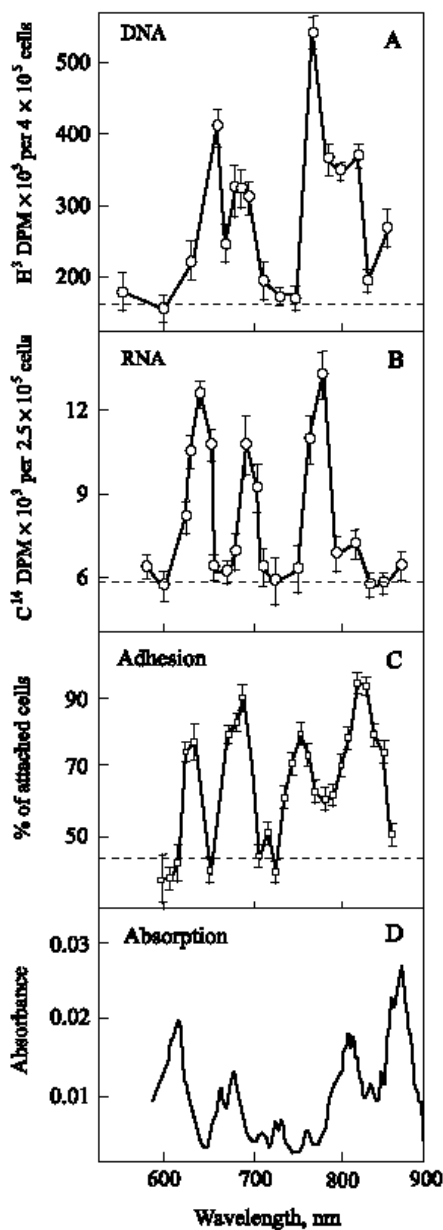 DNA A
H³ DPM × 10³ per 4 × 10⁵ cells
500
400
300
200
RNA B
C¹⁴ DPM × 10³ per 2.5 × 10⁵ cells
12
9
6
Adhesion C
% of attached cells
90
70
50
Absorption D
Absorbance
0.03
0.02
0.01
600 700 800 900
Wavelength, nm